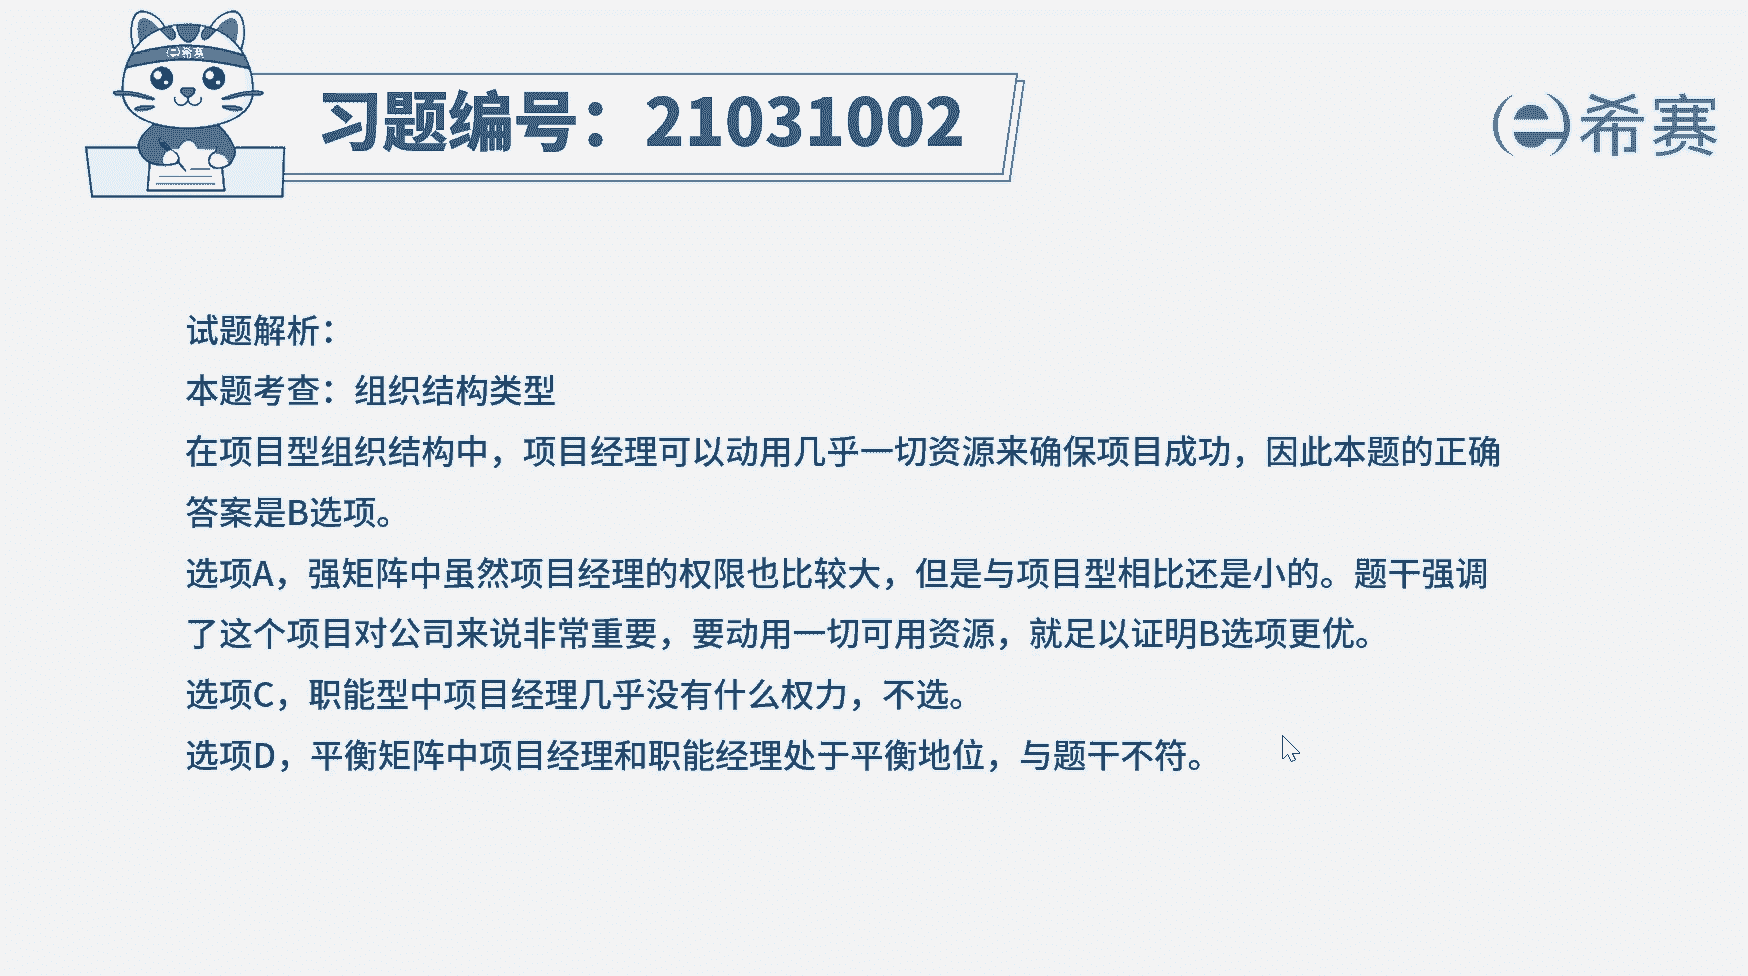 希赛
习题编号：21031002
希赛
试题解析：
本题考查：组织结构类型
在项目型组织结构中，项目经理可以动用几乎一切资源来确保项目成功，因此本题的正确
答案是B选项。
选项A，强矩阵中虽然项目经理的权限也比较大，但是与项目型相比还是小的。题干强调
了这个项目对公司来说非常重要，要动用一切可用资源，就足以证明B选项更优。
选项C，职能型中项目经理几乎没有什么权力，不选。
选项D，平衡矩阵中项目经理和职能经理处于平衡地位，与题干不符。